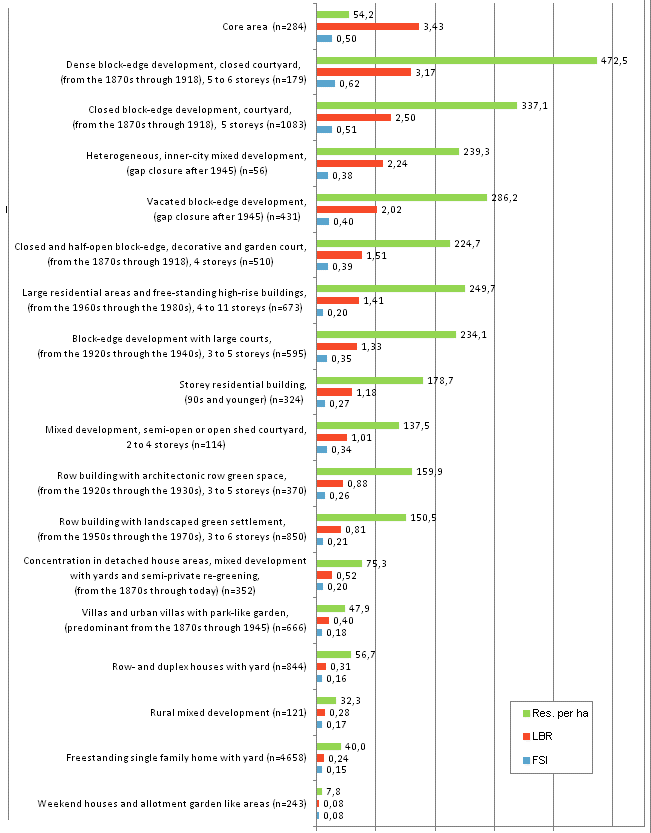 Core area (n=284)
54,2
3,43
0,50
Dense block-edge development, closed courtyard,
(from the 1870s through 1918), 5 to 6 storeys (n=179)
472,5
3,17
0,62
Closed block-edge development, courtyard,
(from the 1870s through 1918), 5 storeys (n=1083)
337,1
2,50
0,51
Heterogeneous, inner-city mixed development,
(gap closure after 1945) (n=56)
239,3
2,24
0,38
Vacated block-edge development,
(gap closure after 1945) (n=431)
286,2
2,02
0,40
Closed and half-open block-edge, decorative and garden court,
(from the 1870s through 1918), 4 storeys (n=510)
224,7
1,51
0,39
Large residential areas and free-standing high-rise buildings,
(from the 1960s through the 1980s), 4 to 11 storeys (n=673)
249,7
1,41
0,20
Block-edge development with large courts,
(from the 1920s through the 1940s), 3 to 5 storeys (n=595)
234,1
1,33
0,35
Storey residential building,
(90s and younger) (n=324)
178,7
1,18
0,27
Mixed development, semi-open or open shed courtyard,
2 to 4 storeys (n=114)
137,5
1,01
0,34
Row building with architectonic row green space,
(from the 1920s through the 1930s), 3 to 5 storeys (n=370)
159,9
0,88
0,26
Row building with landscaped green settlement,
(from the 1950s through the 1970s), 3 to 6 storeys (n=850)
150,5
0,81
0,21
Concentration in detached house areas, mixed development
with yards and semi-private re-greening,
(from the 1870s through today) (n=352)
75,3
0,52
0,20
Villas and urban villas with park-like garden,
(predominant from the 1870s through 1945) (n=666)
47,9
0,40
0,18
Row- and duplex houses with yard (n=844)
56,7
0,31
0,16
Rural mixed development (n=121)
32,3
0,28
0,17
Freestanding single family home with yard (n=4658)
40,0
0,24
0,15
Weekend houses and allotment garden like areas (n=243)
7,8
0,08
0,08
Res. per ha
LBR
FSI